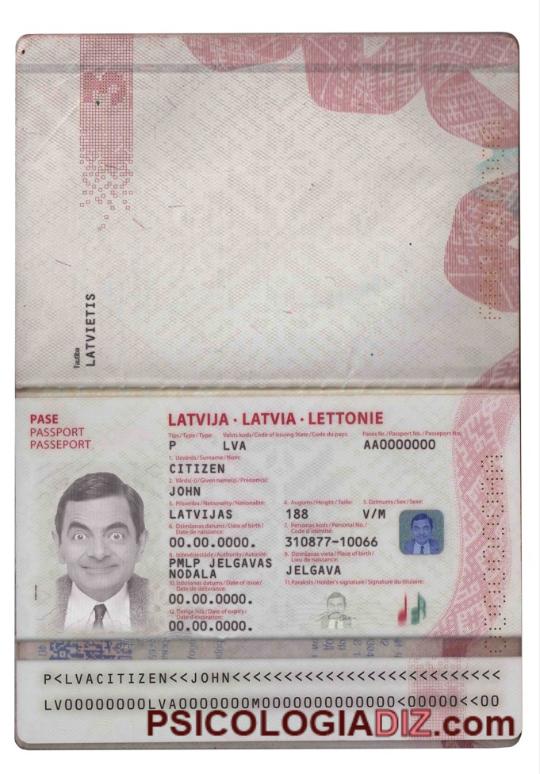 Tautība
LATVIETIS
PASE
PASSPORT
PASSEPORT
LATVIJA · LATVIA · LETTONIE
Tips/Type/Type Valsts kods/Code of issuing State/Code du pays Pases Nr./Passport No./Passeport No.
P LVA AA0000000
1. Uzvārds/Surname/Nom:
CITIZEN
2. Vārds(i)/Given name(s)/Prénom(s):
JOHN
3. Pilsonība/Nationality/Nationalité: 4. Augums/Height/Taille: 5. Dzimums/Sex/Sexe:
LATVIJAS 188 V/M
6. Dzimšanas datums/Date of birth/ 7. Personas kods/Personal No./
Date de naissance: Code d'identité:
00.00.0000. 310877-10066
8. Izdevējiestāde/Authority/Autorité: 9. Dzimšanas vieta/Place of birth/
PMLP JELGAVAS Lieu de naissance:
NODALA JELGAVA
10. Izdošanas datums/Date of issue/ 11. Paraksts/Holder's signature/Signature du titulaire:
Date de délivrance:
00.00.0000.
12. Derīga līdz/Date of expiry/
Date d'expiration:
00.00.0000.
P<LVACITIZEN<<JOHN<<<<<<<<<<<<<<<<<<<<<<<<<<
LV00000000LVA0000000M00000000000000<00000<<00
PSICOLOGIADIZ.com